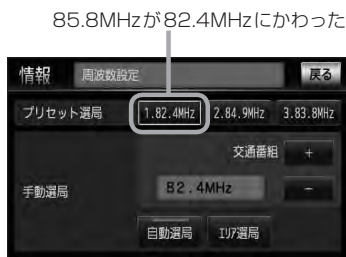 85.8MHzが82.4MHzにかわった
情報 周波数設定 戻る
プリセット選局 1.82.4MHz 2.84.9MHz 3.83.8MHz
交通番組 +
手動選局 82.4MHz -
自動選局 エリア選局